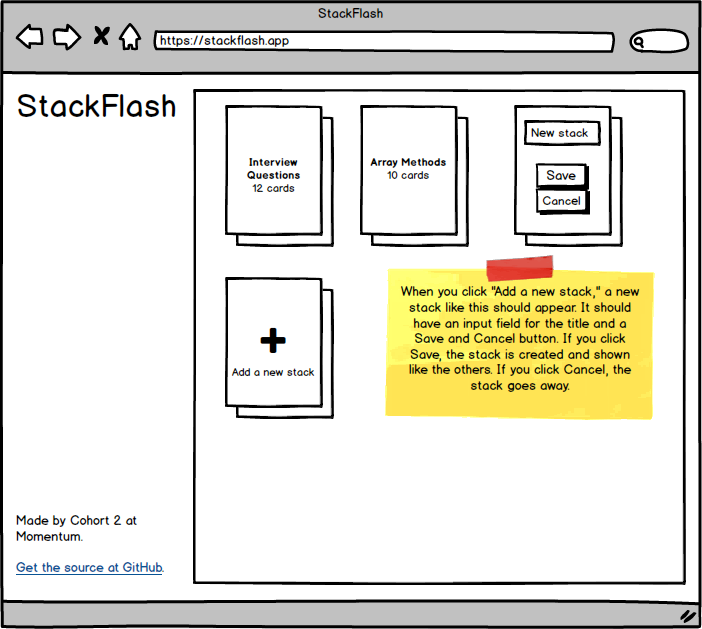 StackFlash
https://stackflash.app
StackFlash
Interview
Questions
12 cards
Array Methods
10 cards
New stack
Save
Cancel
Add a new stack
When you click "Add a new stack," a new
stack like this should appear. It should
have an input field for the title and a
Save and Cancel button. If you click
Save, the stack is created and shown
like the others. If you click Cancel, the
stack goes away.
Made by Cohort 2 at
Momentum.
Get the source at GitHub.